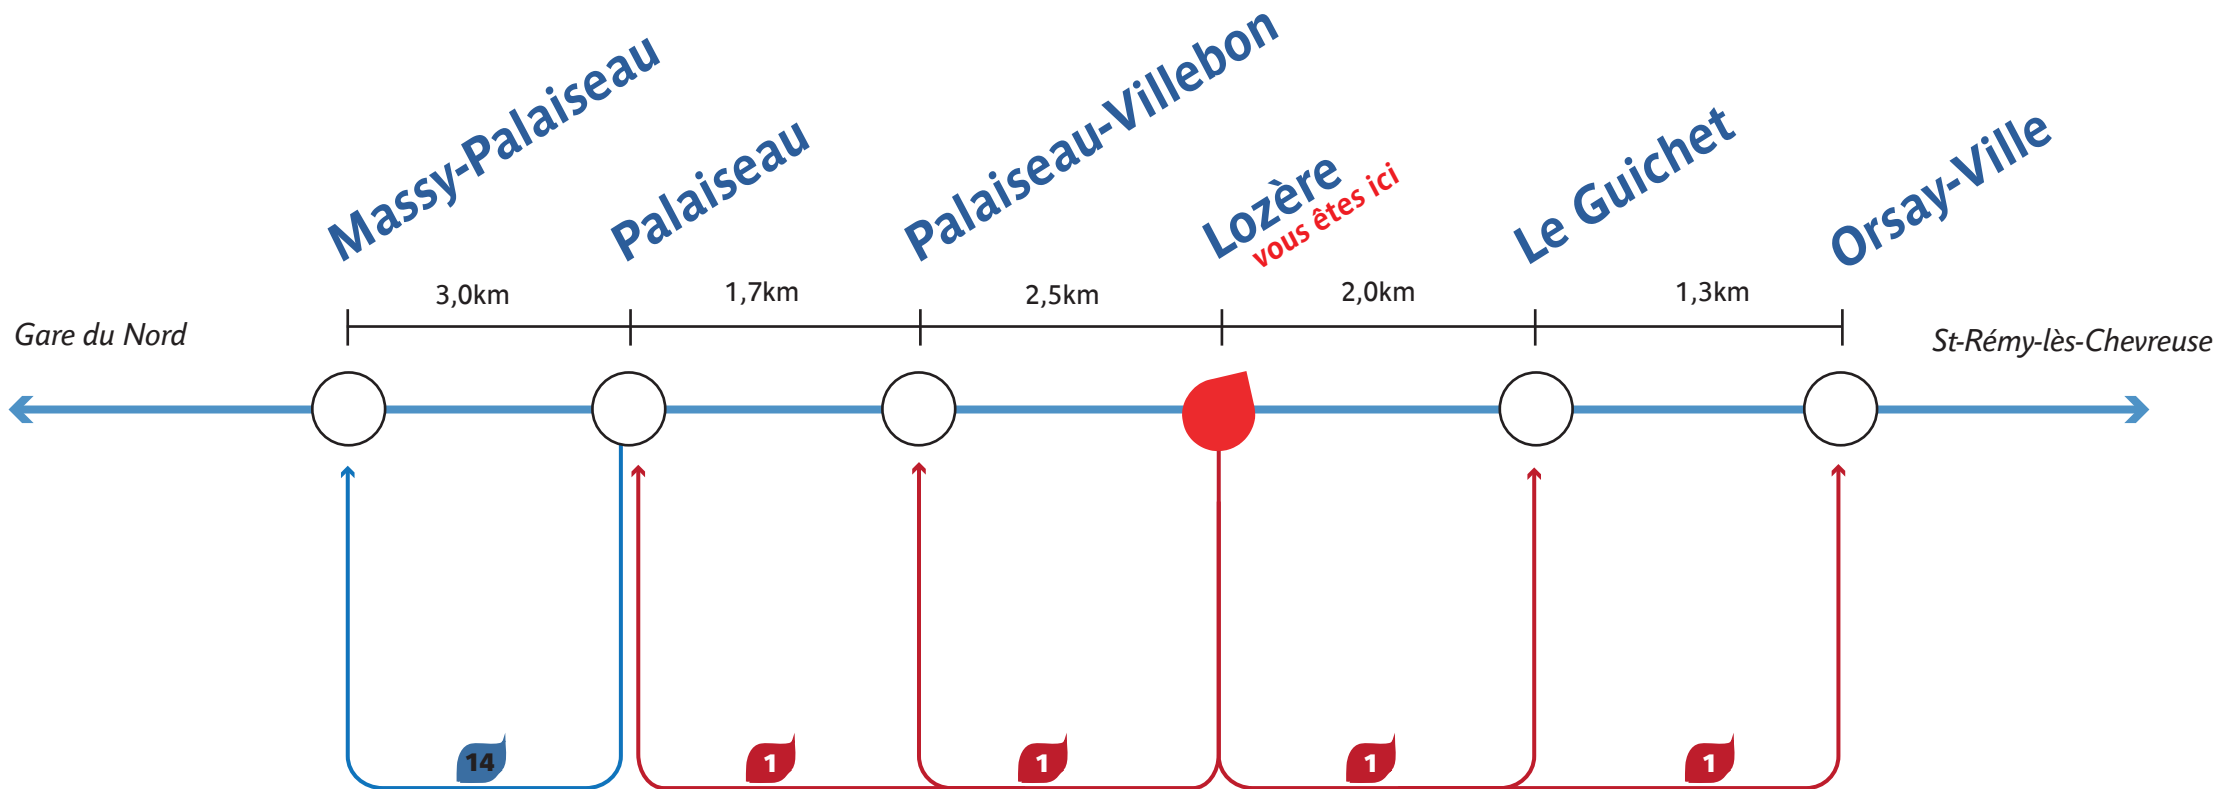 Massy-Palaiseau
Palaiseau
Palaiseau-Villebon
Lozère
vous êtes ici
Le Guichet
Orsay-Ville
3,0km
1,7km
2,5km
2,0km
1,3km
Gare du Nord
St-Rémy-lès-Chevreuse
14
1
1
1
1